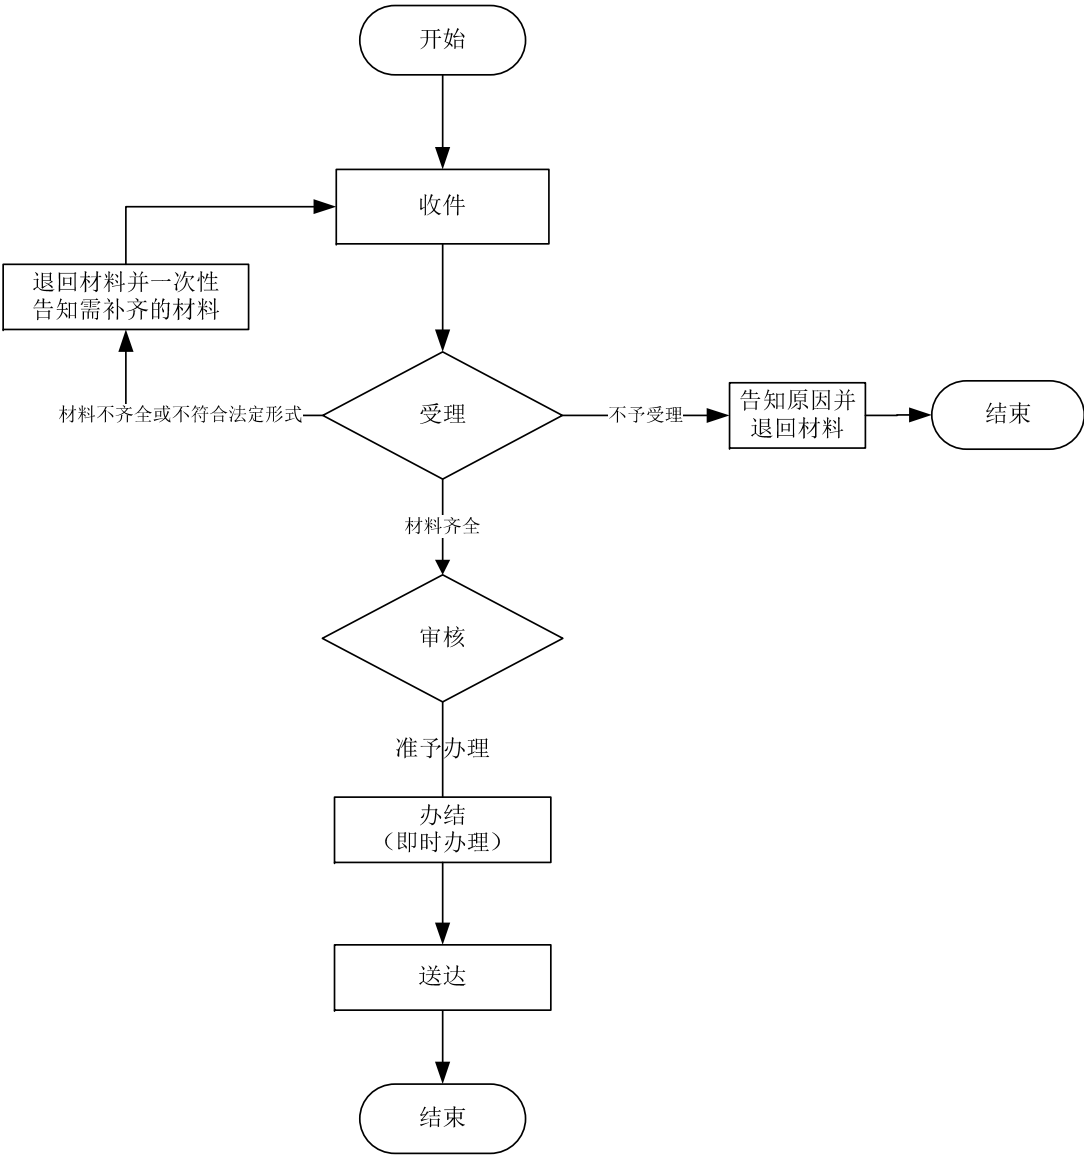 开始
收件
退回材料并一次性
告知需补齐的材料
材料不齐全或不符合法定形式
受理
不予受理
告知原因并
退回材料
结束
材料齐全
审核
准予办理
办结
（即时办理）
送达
结束